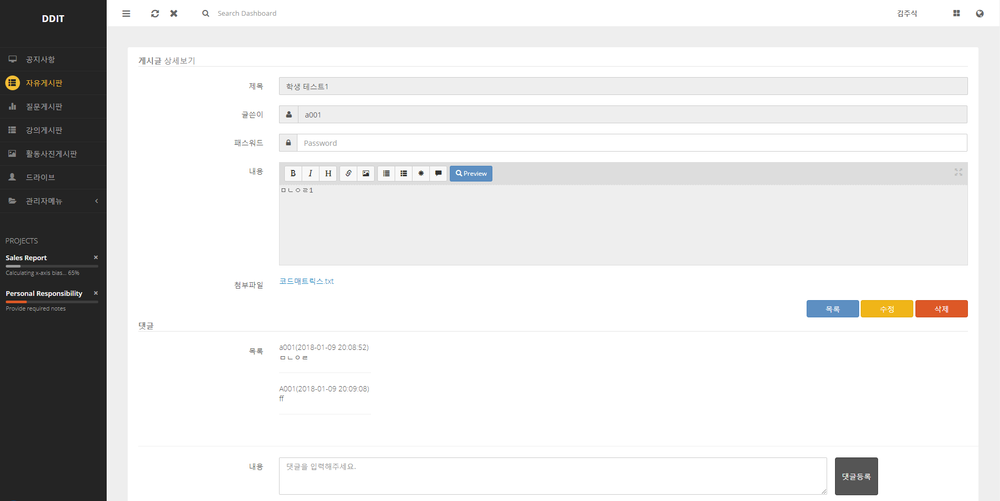 DDIT
Search Dashboard
김주식
공지사항
자유게시판
질문게시판
강의게시판
활동사진게시판
드라이브
관리자메뉴
PROJECTS
Sales Report
Calculating x-axis bias... 65%
Personal Responsibility
Provide required notes
게시글 상세보기
제목 학생 테스트1
글쓴이 a001
패스워드 Password
내용 B I H Preview
ㅁㄴㅇㄹ1
첨부파일 코드매트릭스.txt
목록 수정 삭제
댓글
목록 a001(2018-01-09 20:08:52)
ㅁㄴㅇㄹ
A001(2018-01-09 20:09:08)
ff
내용 댓글을 입력해주세요. 댓글등록